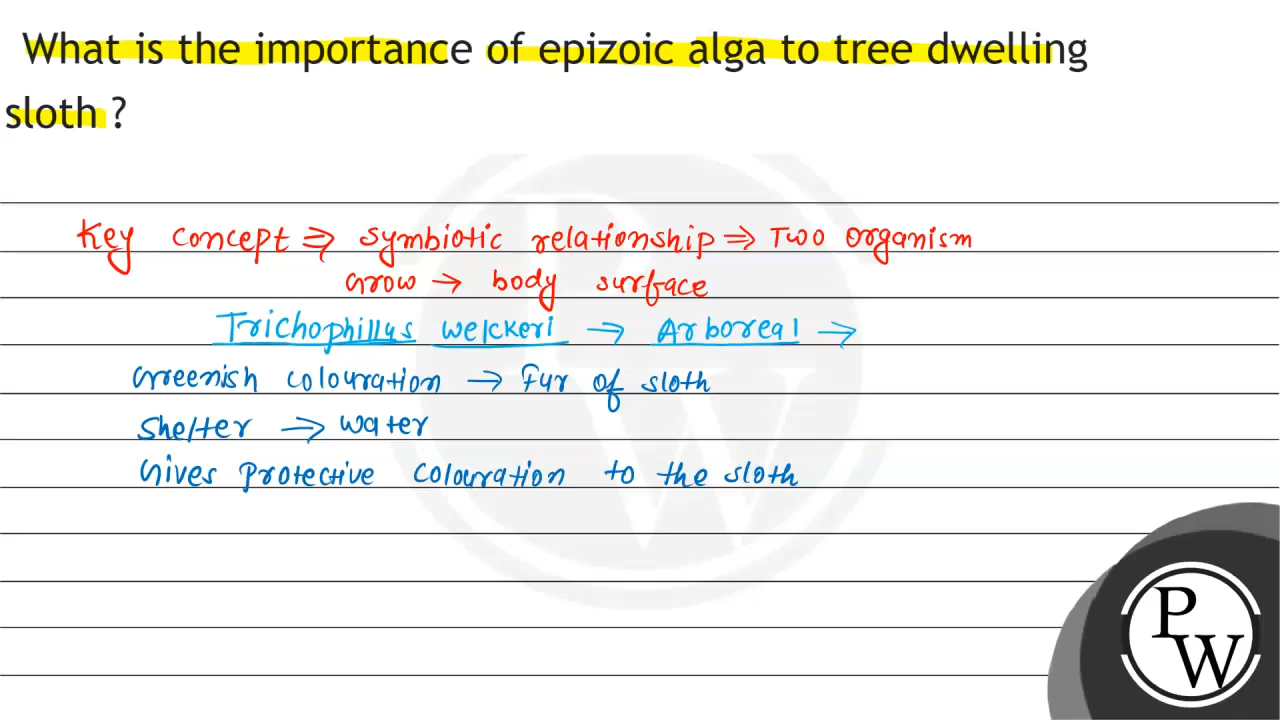 What is the importance of epizoic alga to tree dwelling
sloth ?
Key concept ⇒ symbiotic relationship ⇒ Two organism
Grow → body surface
Trichophillus welckeri → Arboreal →
Greenish colouration → Fur of sloth
Shelter → water
Gives protective colouration to the sloth
P
W